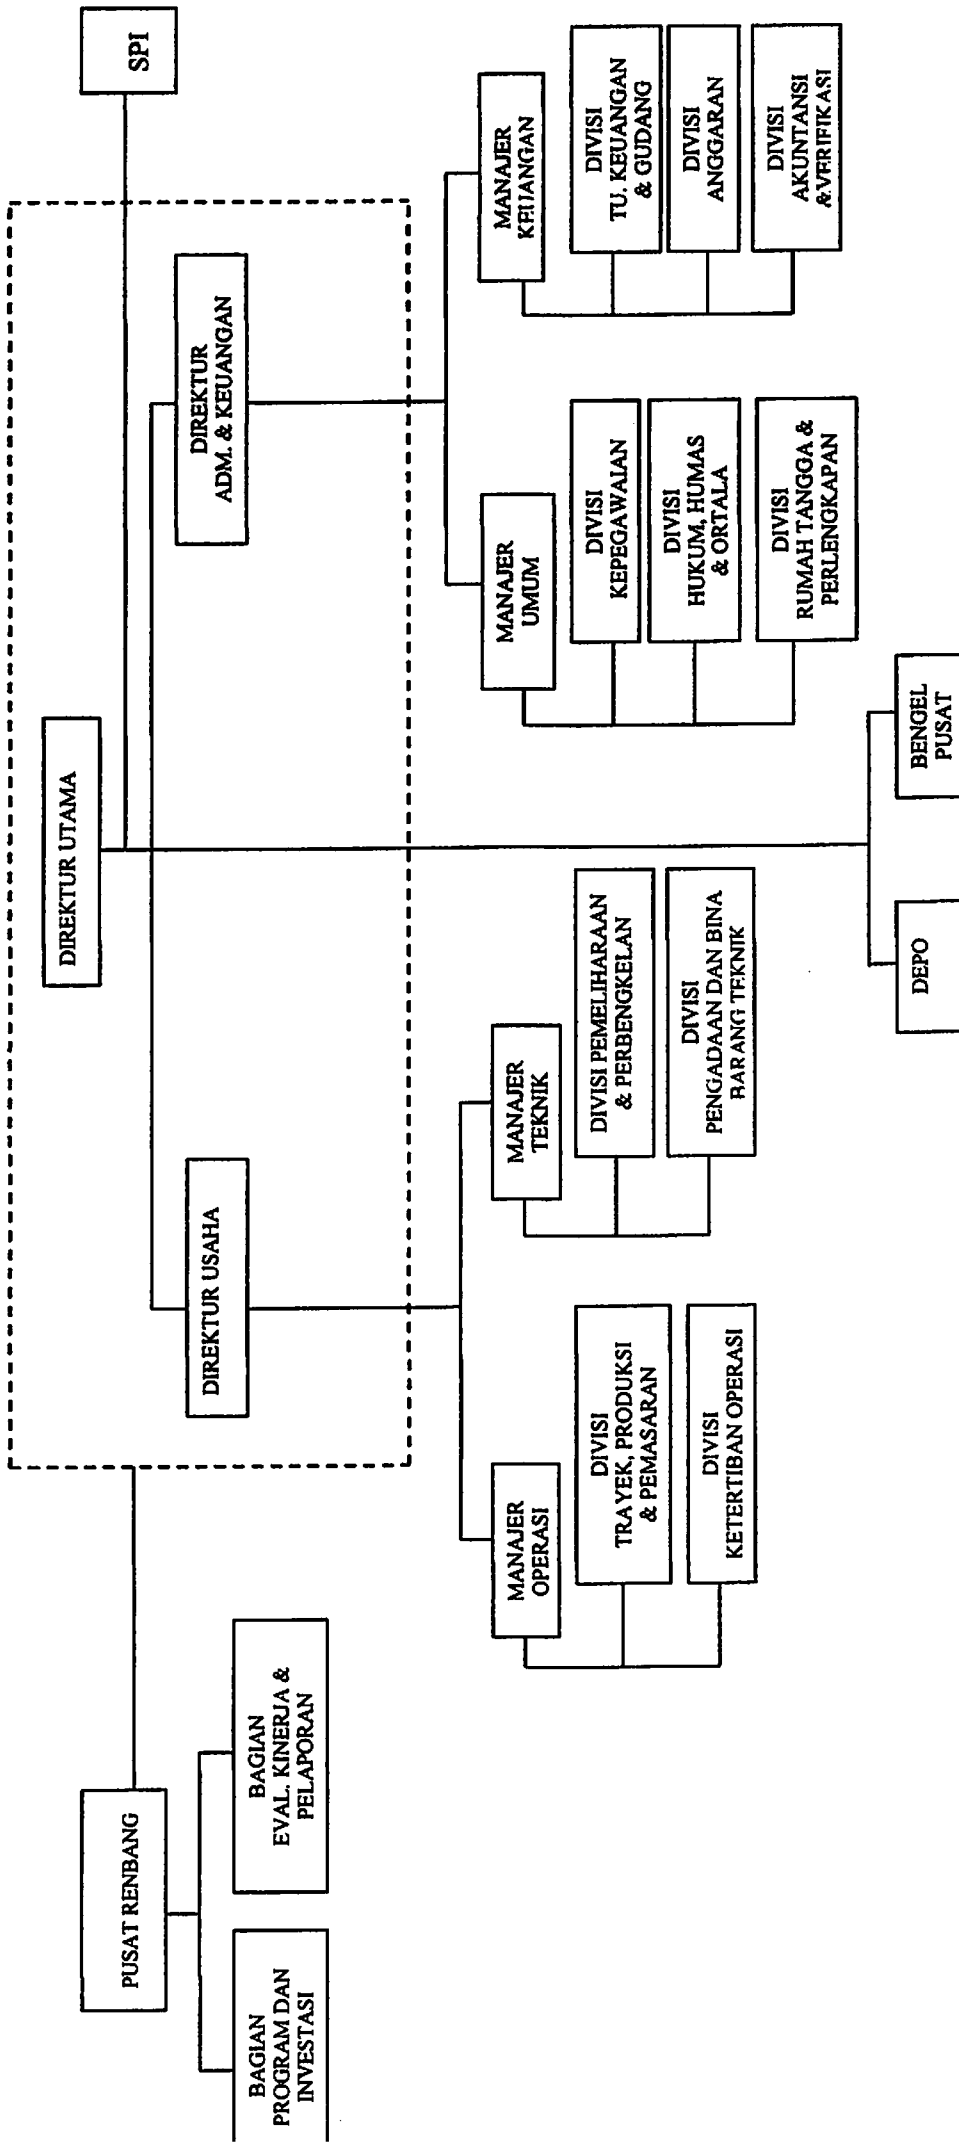 DIREKTUR UTAMA
SPI
PUSAT RENBANG
BAGIAN
PROGRAM DAN
INVESTASI
BAGIAN
EVAL. KINERJA &
PELAPORAN
DIREKTUR USAHA
DIREKTUR
ADM. & KEUANGAN
MANAJER
OPERASI
MANAJER
TEKNIK
MANAJER
UMUM
MANAJER
KEUANGAN
DIVISI
TRAYEK, PRODUKSI
& PEMASARAN
DIVISI
KETERTIBAN OPERASI
DIVISI PEMELIHARAAN
& PERBENGKELAN
DIVISI
PENGADAAN DAN BINA
BARANG TEKNIK
DIVISI
KEPEGAWAIAN
DIVISI
HUKUM, HUMAS
& ORTALA
DIVISI
RUMAH TANGGA &
PERLENGKAPAN
DIVISI
TU. KEUANGAN
& GUDANG
DIVISI
ANGGARAN
DIVISI
AKUNTANSI
&VERIFIKASI
DEPO
BENGEL
PUSAT